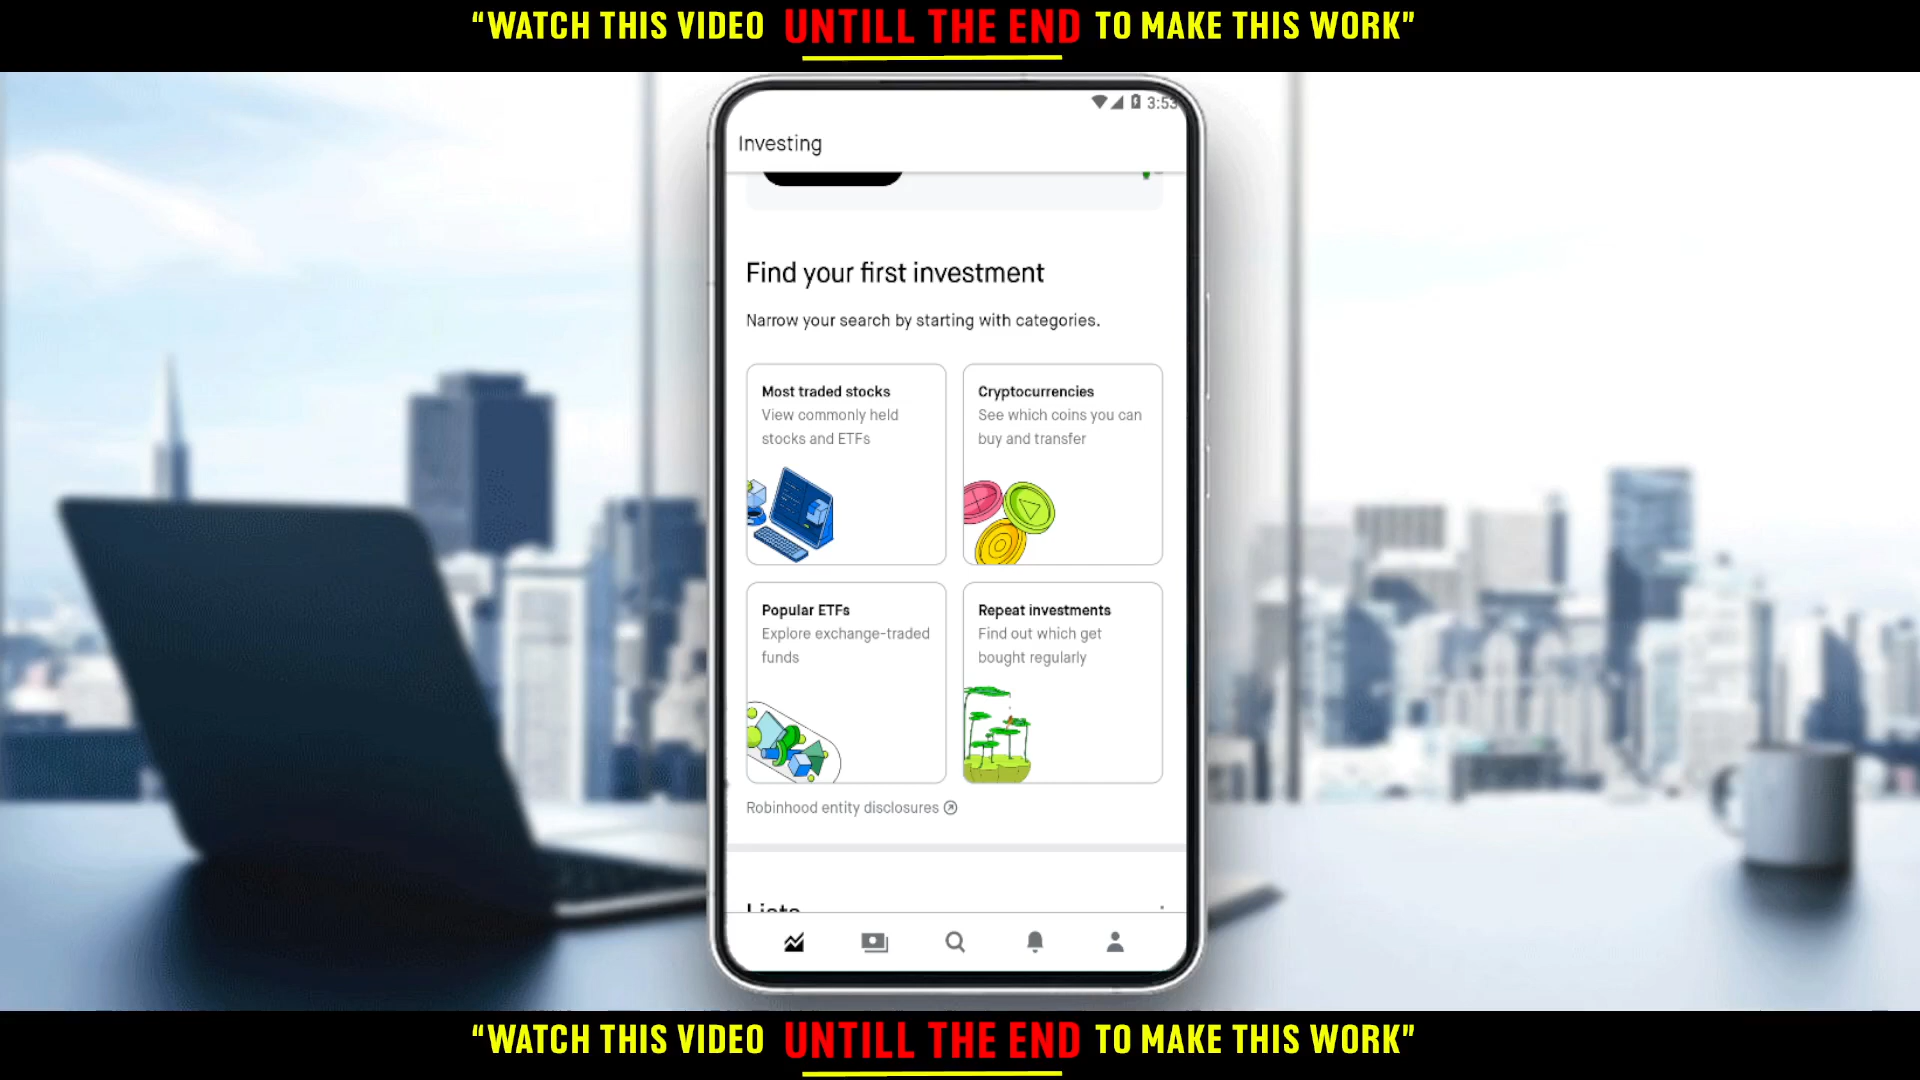 “WATCH THIS VIDEO UNTILL THE END TO MAKE THIS WORK”
3:53
Investing
Find your first investment
Narrow your search by starting with categories.
Most traded stocks
View commonly held
stocks and ETFs
Cryptocurrencies
See which coins you can
buy and transfer
Popular ETFs
Explore exchange-traded
funds
Repeat investments
Find out which get
bought regularly
Robinhood entity disclosures
Lists
“WATCH THIS VIDEO UNTILL THE END TO MAKE THIS WORK”